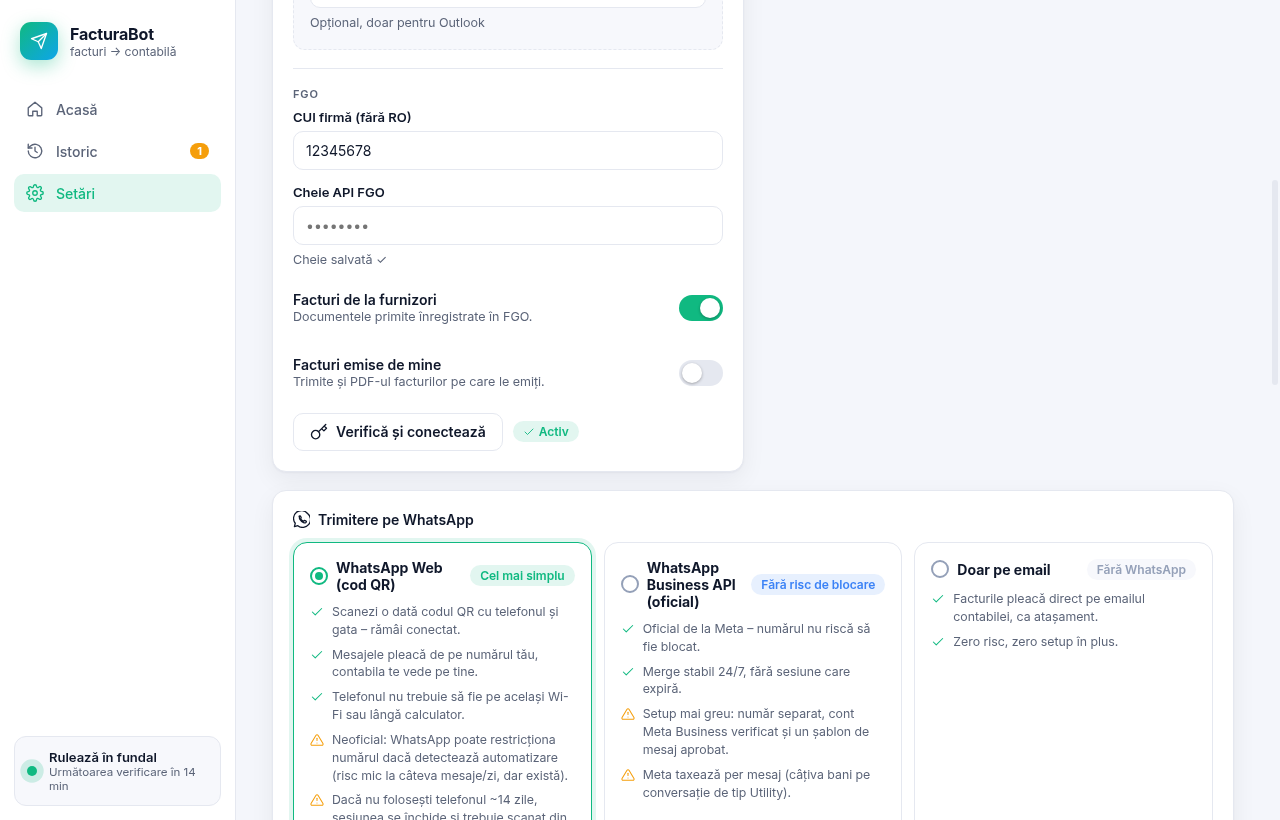 FacturaBot
facturi → contabilă
Acasă
Istoric
1
Setări
Rulează în fundal
Următoarea verificare în 14
min
Opțional, doar pentru Outlook
FGO
CUI firmă (fără RO)
12345678
Cheie API FGO
••••••••
Cheie salvată ✓
Facturi de la furnizori
Documentele primite înregistrate în FGO.
Facturi emise de mine
Trimite și PDF-ul facturilor pe care le emiți.
Verifică și conectează
Activ
Trimitere pe WhatsApp
WhatsApp Web
(cod QR)
Cel mai simplu
Scanezi o dată codul QR cu telefonul și
gata – rămâi conectat.
Mesajele pleacă de pe numărul tău,
contabila te vede pe tine.
Telefonul nu trebuie să fie pe același Wi-
Fi sau lângă calculator.
Neoficial: WhatsApp poate restricționa
numărul dacă detectează automatizare
(risc mic la câteva mesaje/zi, dar există).
Dacă nu folosești telefonul ~14 zile,
sesiunea se închide și trebuie scanat din
WhatsApp
Business API
(oficial)
Fără risc de blocare
Oficial de la Meta – numărul nu riscă să
fie blocat.
Merge stabil 24/7, fără sesiune care
expiră.
Setup mai greu: număr separat, cont
Meta Business verificat și un șablon de
mesaj aprobat.
Meta taxează per mesaj (câțiva bani pe
conversație de tip Utility).
Doar pe email
Fără WhatsApp
Facturile pleacă direct pe emailul
contabilei, ca atașament.
Zero risc, zero setup în plus.